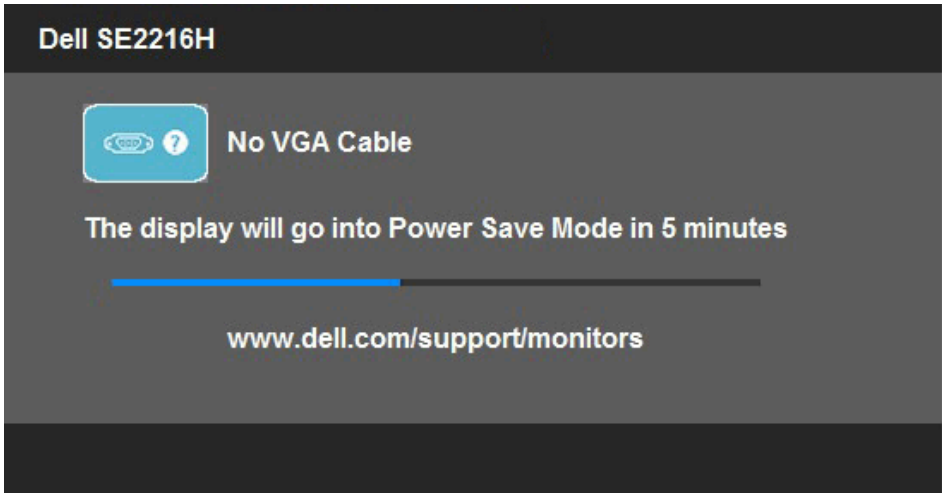 Dell SE2216H
? No VGA Cable
The display will go into Power Save Mode in 5 minutes
www.dell.com/support/monitors